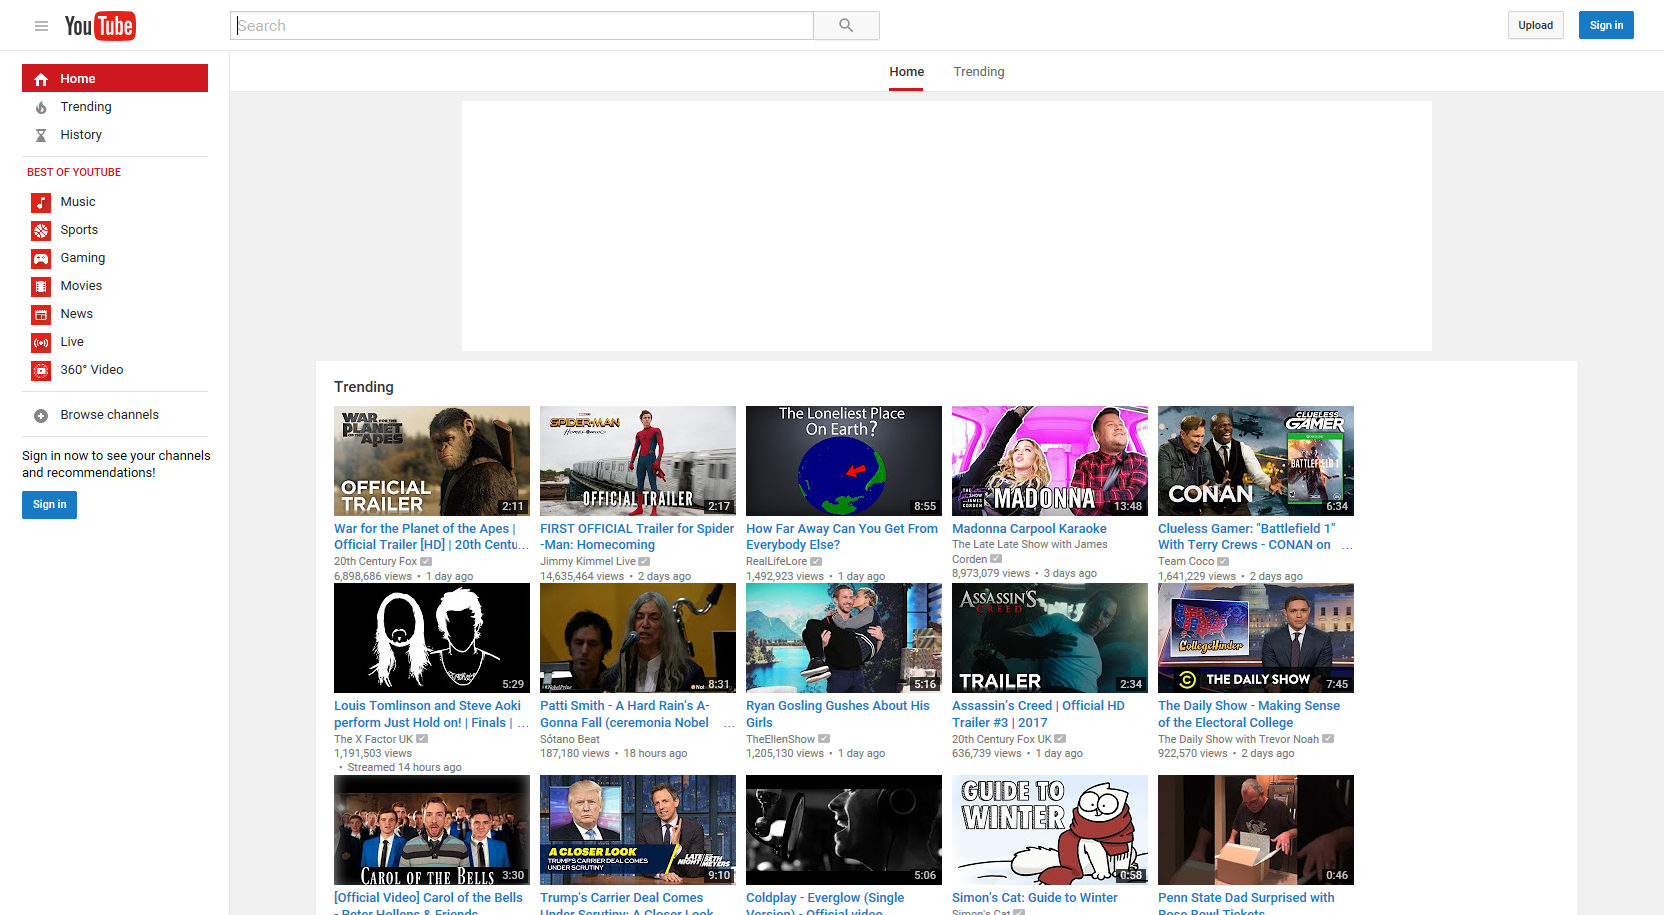 YouTube
Search
Upload
Sign in
Home
Trending
History
BEST OF YOUTUBE
Music
Sports
Gaming
Movies
News
Live
360° Video
Browse channels
Sign in now to see your channels
and recommendations!
Sign in
Home
Trending
Trending
WAR FOR THE
PLANET
OF THE
APES
OFFICIAL
TRAILER
2:11
War for the Planet of the Apes |
Official Trailer [HD] | 20th Centu...
20th Century Fox
6,898,686 views • 1 day ago
SPIDER-MAN
HOMECOMING
OFFICIAL TRAILER
2:17
FIRST OFFICIAL Trailer for Spider
-Man: Homecoming
Jimmy Kimmel Live
14,635,464 views • 2 days ago
The Loneliest Place
On Earth?
8:55
How Far Away Can You Get From
Everybody Else?
RealLifeLore
1,492,923 views • 1 day ago
THE LATE LATE
SHOW
JAMES
CORDEN
MADONNA
13:48
Madonna Carpool Karaoke
The Late Late Show with James
Corden
8,973,079 views • 3 days ago
CLUELESS
GAMER
BATTLEFIELD 1
CONAN
6:34
Clueless Gamer: "Battlefield 1"
With Terry Crews - CONAN on ...
Team Coco
1,641,229 views • 2 days ago
5:29
Louis Tomlinson and Steve Aoki
perform Just Hold on! | Finals | ...
The X Factor UK
1,191,503 views
• Streamed 14 hours ago
#NobelPrize
8:31
Patti Smith - A Hard Rain's A-
Gonna Fall (ceremonia Nobel ...
Sótano Beat
187,180 views • 18 hours ago
5:16
Ryan Gosling Gushes About His
Girls
TheEllenShow
1,205,130 views • 1 day ago
ASSASSIN'S
CREED
TRAILER
2:34
Assassin's Creed | Official HD
Trailer #3 | 2017
20th Century Fox UK
636,739 views • 1 day ago
CollegeHinder
THE DAILY SHOW
7:45
The Daily Show - Making Sense
of the Electoral College
The Daily Show with Trevor Noah
922,570 views • 2 days ago
CAROL OF THE BELLS
3:30
[Official Video] Carol of the Bells
- Peter Hollens & Friends
A CLOSER LOOK
TRUMP'S CARRIER DEAL COMES
UNDER SCRUTINY
LATE NIGHT SETH MEYERS
9:10
Trump's Carrier Deal Comes
Under Scrutiny: A Closer Look
5:06
Coldplay - Everglow (Single
Version) - Official video
GUIDE TO
WINTER
0:58
Simon's Cat: Guide to Winter
Simon's Cat
0:46
Penn State Dad Surprised with
Rose Bowl Tickets